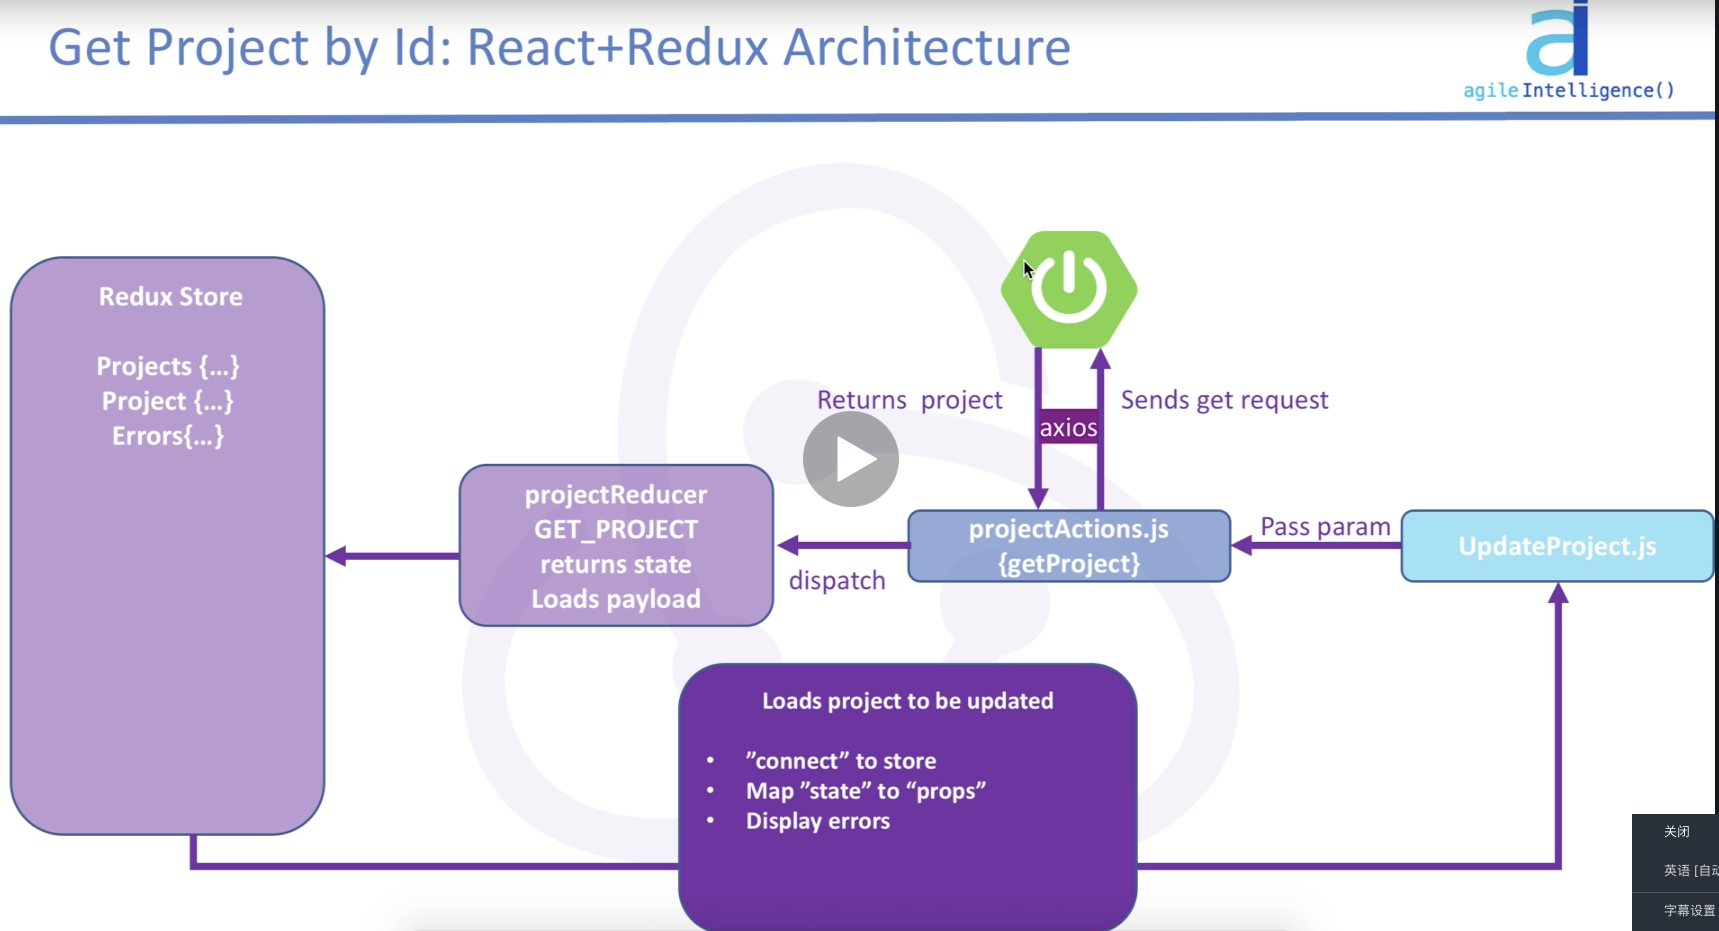 Get Project by Id: React+Redux Architecture
ai
agileIntelligence()
Redux Store
Projects {...}
Project {...}
Errors{...}
projectReducer
GET_PROJECT
returns state
Loads payload
Returns project
axios
Sends get request
dispatch
projectActions.js
{getProject}
Pass param
UpdateProject.js
Loads project to be updated
• ”connect” to store
• Map ”state” to “props”
• Display errors
关闭
英语 [自动
字幕设置